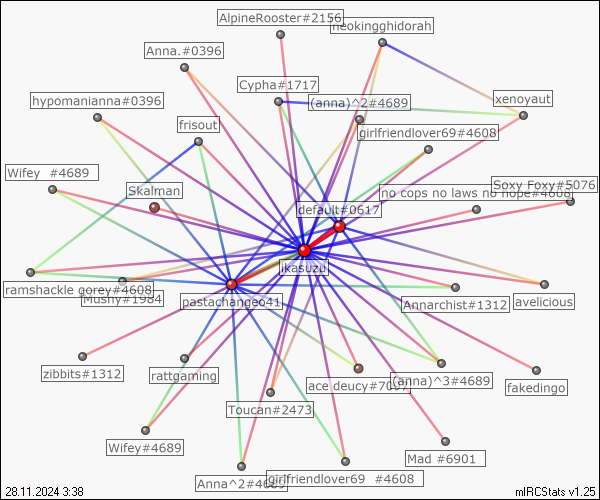 AlpineRooster#2156
neokingghidorah
Anna.#0396
Cypha#1717
xenoyaut
hypomanianna#0396
(anna)^2#4689
frisout
girlfriendlover69#4608
Wifey #4689
Skalman
no cops no laws no hope#4608
Soxy Foxy#5076
default#0617
ikasuzu
ramshackle gorey#4608
Mushy#1984
pastachange041
Annarchist#1312
avelicious
zibbits#1312
rattgaming
ace deucy#7097
(anna)^3#4689
fakedingo
Toucan#2473
Wifey#4689
Mad #6901
Anna^2#4689
girlfriendlover69 #4608
28.11.2024 3:38
mIRCStats v1.25